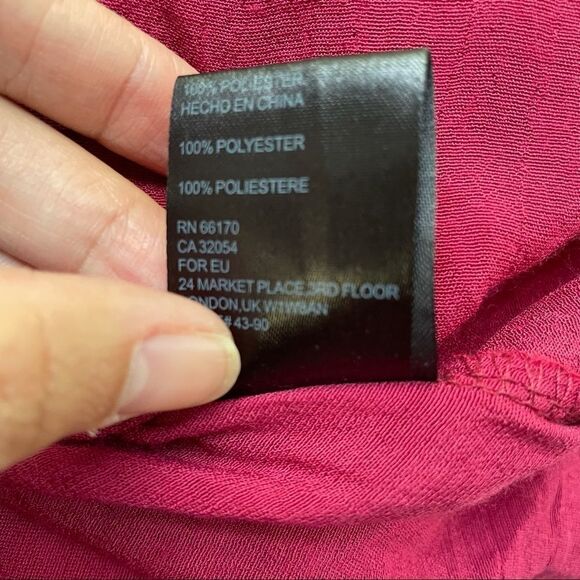 100% POLIESTER
HECHO EN CHINA
100% POLYESTER
100% POLIESTERE
RN 66170
CA 32054
FOR EU
24 MARKET PLACE 3RD FLOOR
LONDON,UK W1W8AN
# 43-90